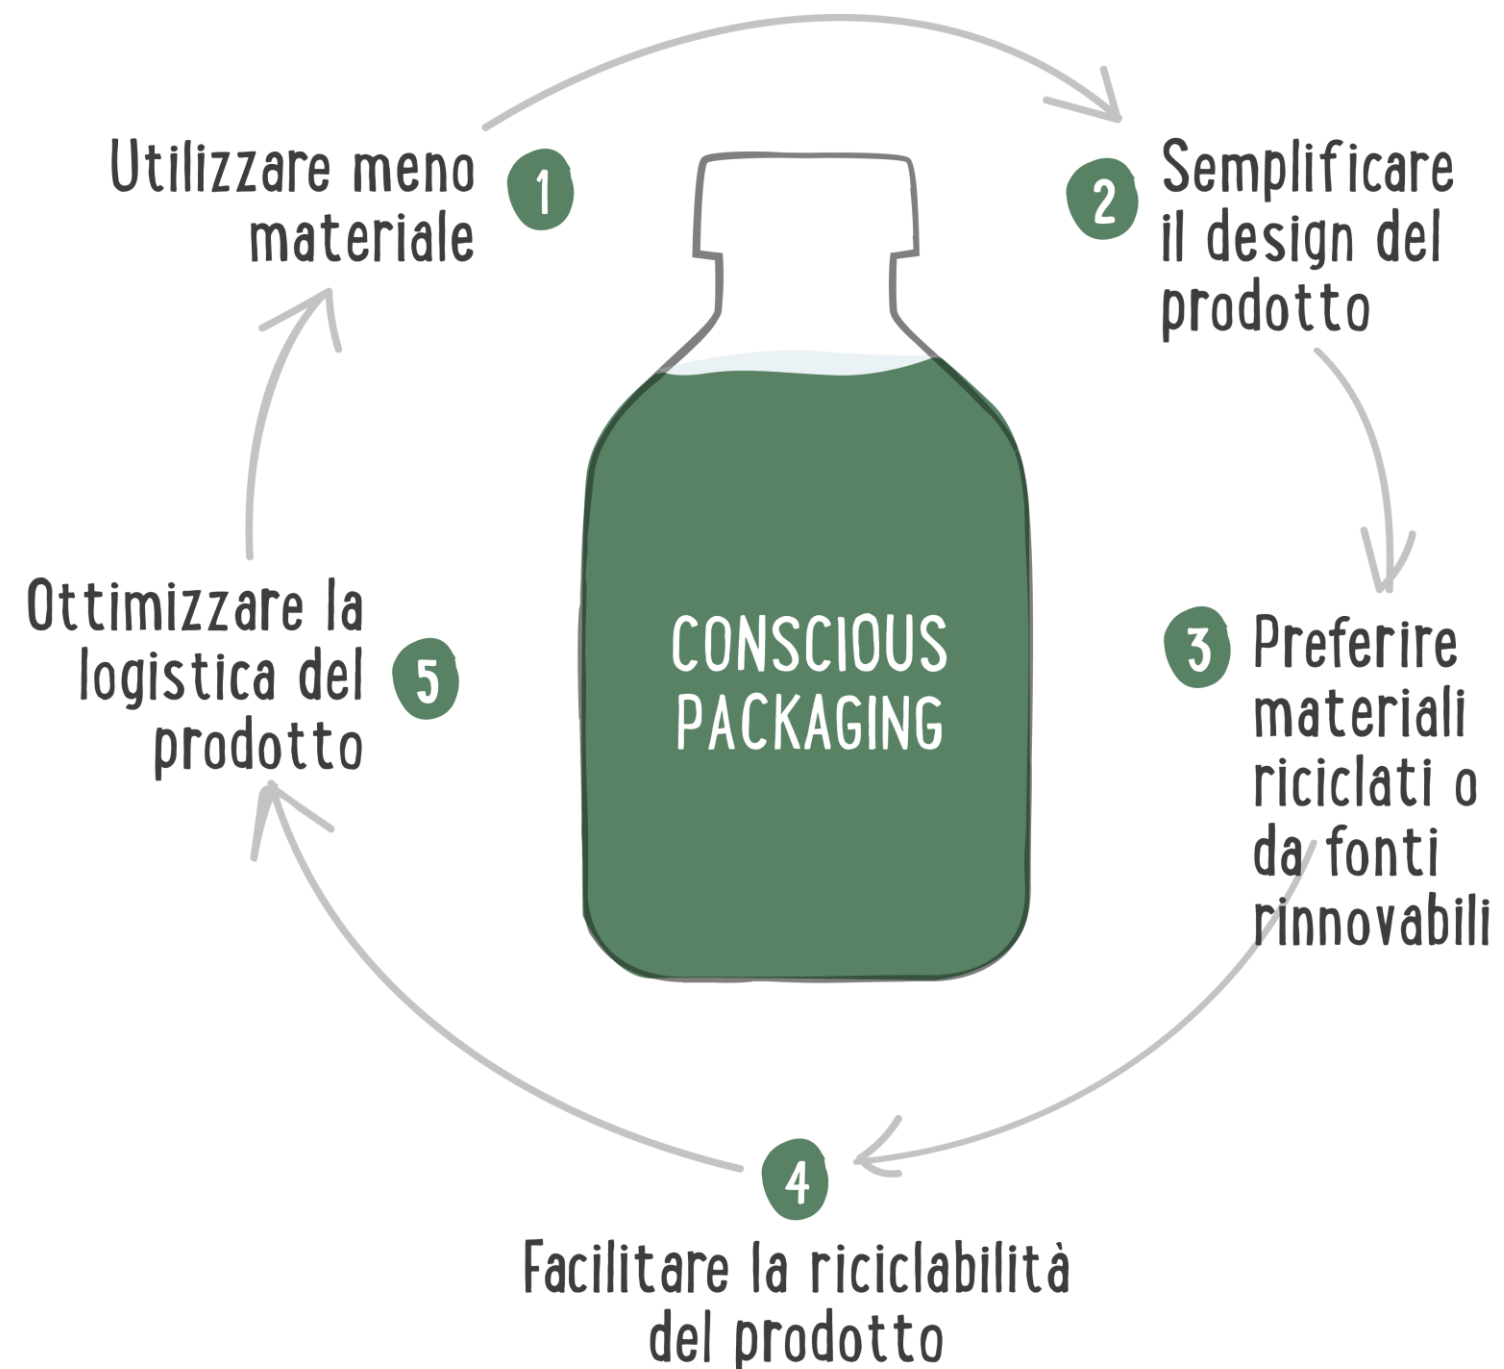 Utilizzare meno
materiale
1
2
Semplificare
il design del
prodotto
3
Preferire
materiali
riciclati o
da fonti
rinnovabili
4
Facilitare la riciclabilità
del prodotto
5
Ottimizzare la
logistica del
prodotto
CONSCIOUS
PACKAGING